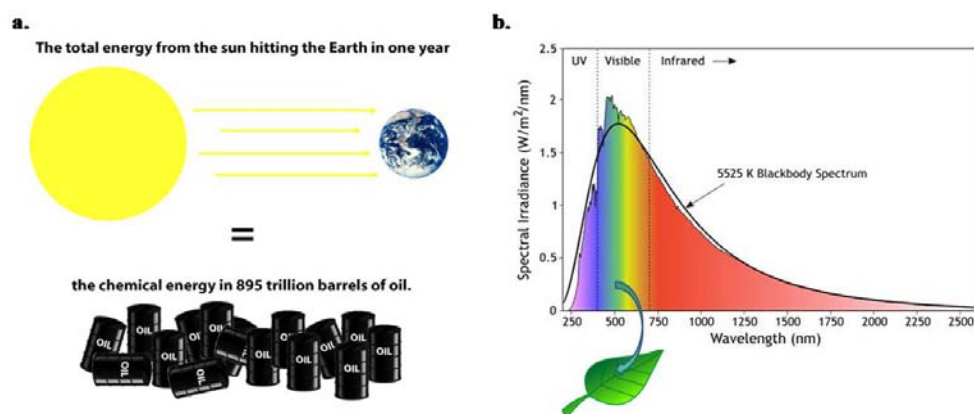 a.
The total energy from the sun hitting the Earth in one year
=
the chemical energy in 895 trillion barrels of oil.
OIL
OIL
OIL
OIL
OIL
OIL
OIL
OIL
OIL
OIL
OIL
OIL
b.
UV Visible Infrared →
5525 K Blackbody Spectrum
Spectral Irradiance (W/m²/nm)
2.5
2
1.5
1
0.5
0
250 500 750 1000 1250 1500 1750 2000 2250 2500
Wavelength (nm)